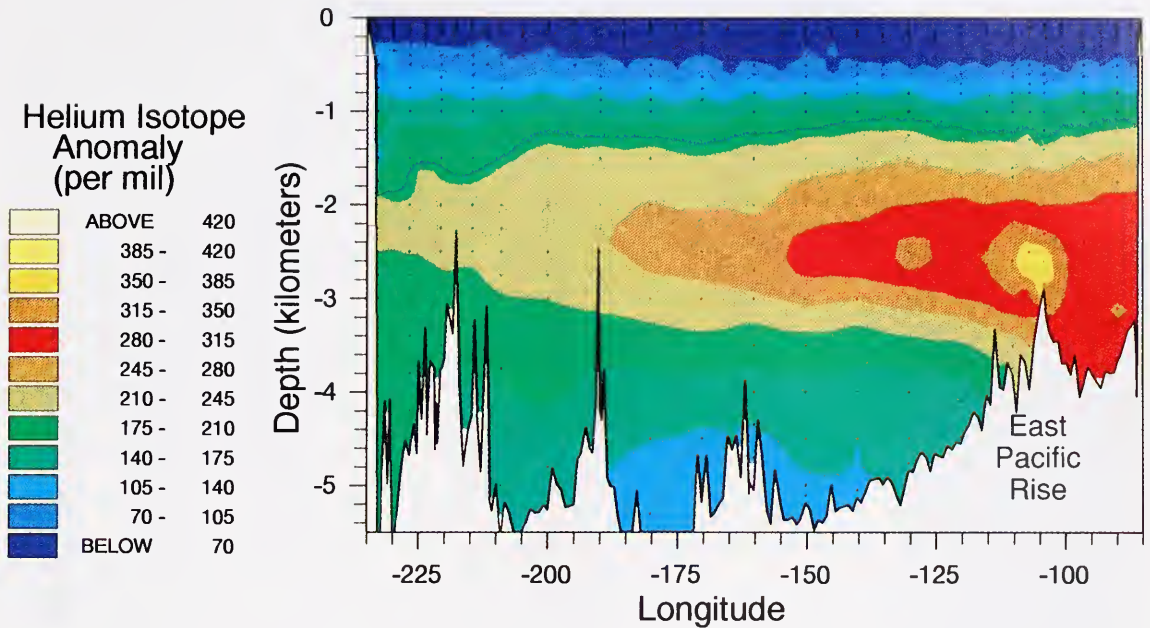 Helium Isotope
Anomaly
(per mil)
ABOVE 420
385 - 420
350 - 385
315 - 350
280 - 315
245 - 280
210 - 245
175 - 210
140 - 175
105 - 140
70 - 105
BELOW 70
Depth (kilometers)
0
-1
-2
-3
-4
-5
East
Pacific
Rise
-225 -200 -175 -150 -125 -100
Longitude